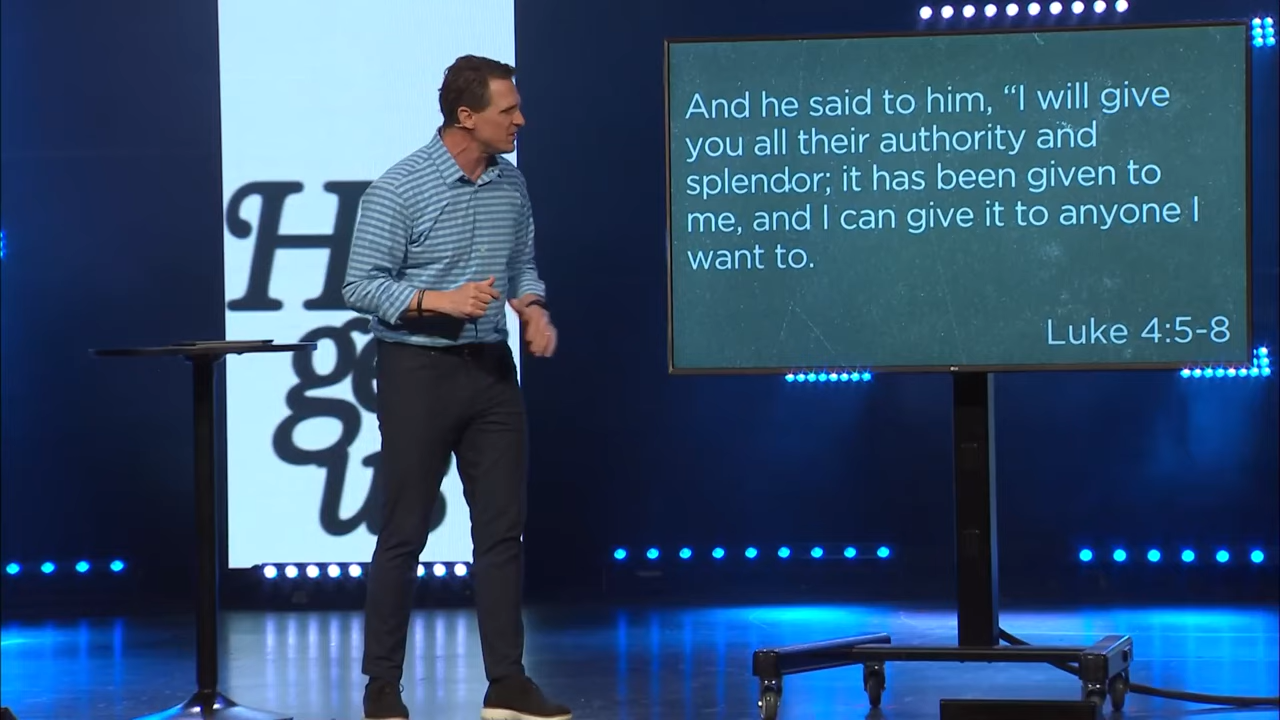 And he said to him, “I will give
you all their authority and
splendor; it has been given to
me, and I can give it to anyone I
want to.
Luke 4:5-8